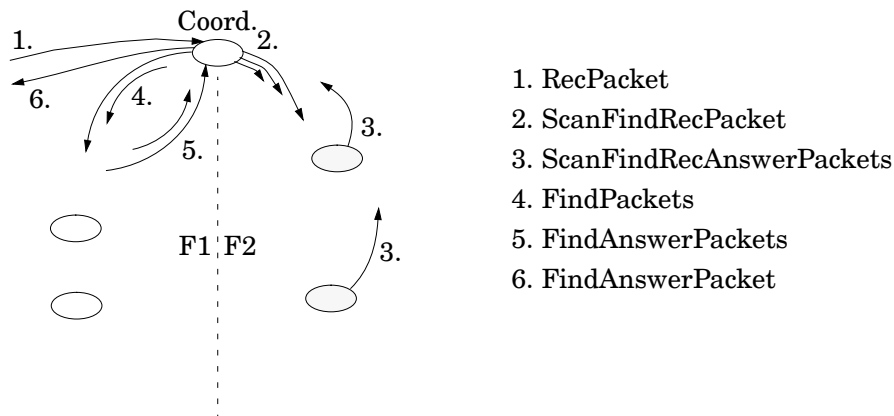 Coord.
1.
2.
6.
4.
3.
5.
F1 F2
3.
1. RecPacket
2. ScanFindRecPacket
3. ScanFindRecAnswerPackets
4. FindPackets
5. FindAnswerPackets
6. FindAnswerPacket